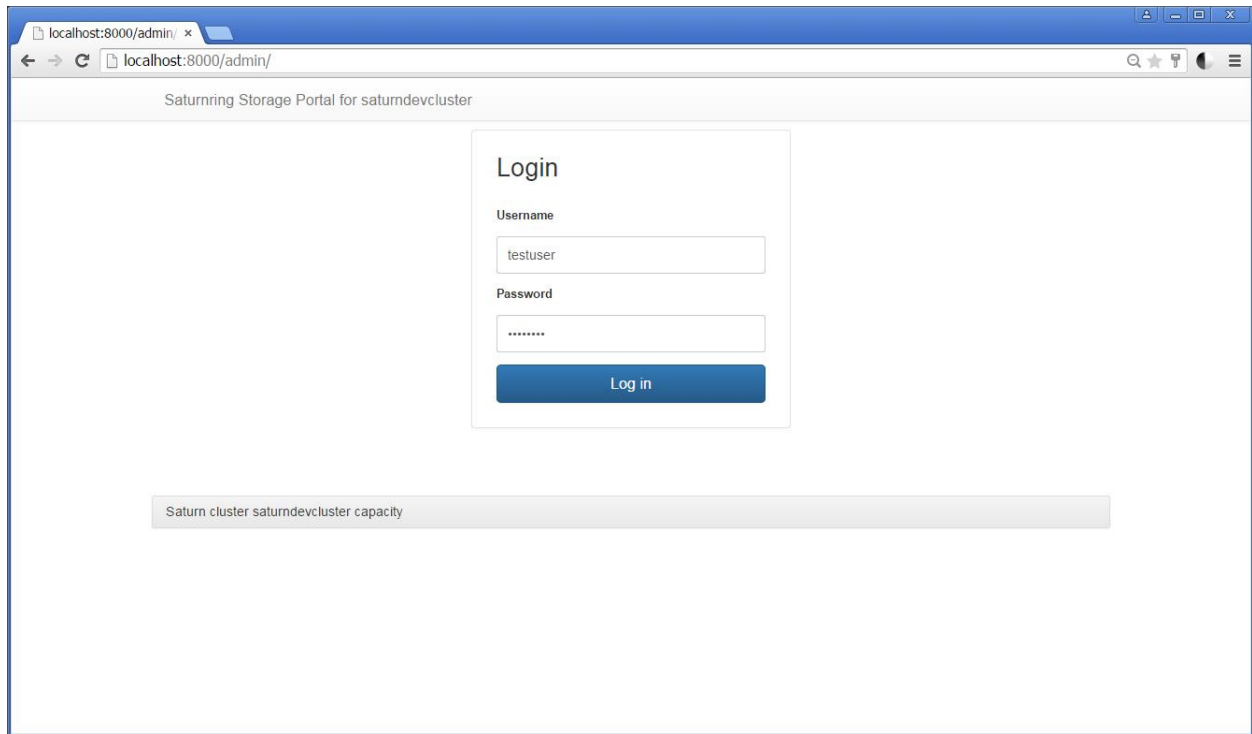 localhost:8000/admin/
localhost:8000/admin/
Saturnring Storage Portal for saturndevcluster
Login
Username
testuser
Password
••••••••
Log in
Saturn cluster saturndevcluster capacity